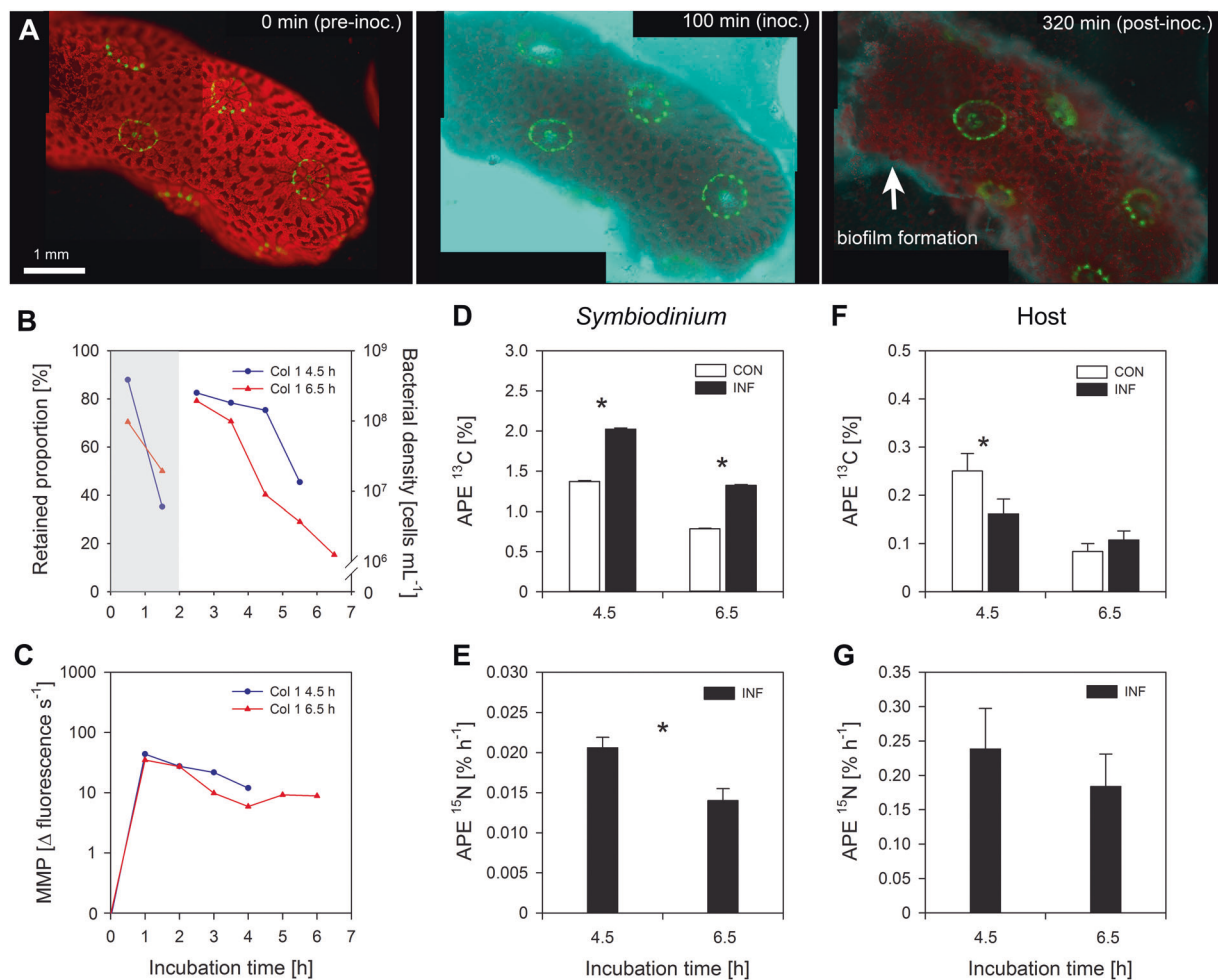 A
0 min (pre-inoc.)
100 min (inoc.)
320 min (post-inoc.)
1 mm
biofilm formation
B
Retained proportion [%]
100
80
60
40
20
0
Col 1 4.5 h
Col 1 6.5 h
10⁹
10⁸
10⁷
10⁶
0
Bacterial density [cells mL⁻¹]
0 1 2 3 4 5 6 7
C
MMP [Δ fluorescence s⁻¹]
1000
100
10
1
0
Col 1 4.5 h
Col 1 6.5 h
0 1 2 3 4 5 6 7
Incubation time [h]
D
Symbiodinium
APE ¹³C [%]
3.0
2.5
2.0
1.5
1.0
0.5
0
CON
INF
*
*
4.5 6.5
E
APE ¹⁵N [% h⁻¹]
0.030
0.025
0.020
0.015
0.010
0.005
0
INF
*
4.5 6.5
Incubation time [h]
F
Host
APE ¹³C [%]
0.5
0.4
0.3
0.2
0.1
0
CON
INF
*
4.5 6.5
G
APE ¹⁵N [% h⁻¹]
0.35
0.30
0.25
0.20
0.15
0.10
0.05
0
INF
4.5 6.5
Incubation time [h]